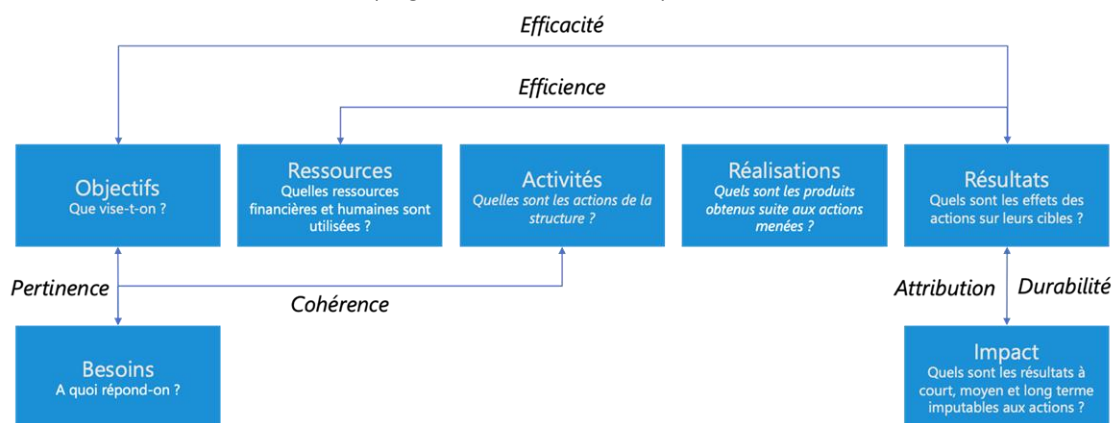 Efficacité
Efficience
Objectifs
Que vise-t-on ?
Ressources
Quelles ressources
financières et humaines sont
utilisées ?
Activités
Quelles sont les actions de la
structure ?
Réalisations
Quels sont les produits
obtenus suite aux actions
menées ?
Résultats
Quels sont les effets des
actions sur leurs cibles ?
Pertinence
Cohérence
Attribution
Durabilité
Besoins
A quoi répond-on ?
Impact
Quels sont les résultats à
court, moyen et long terme
imputables aux actions ?